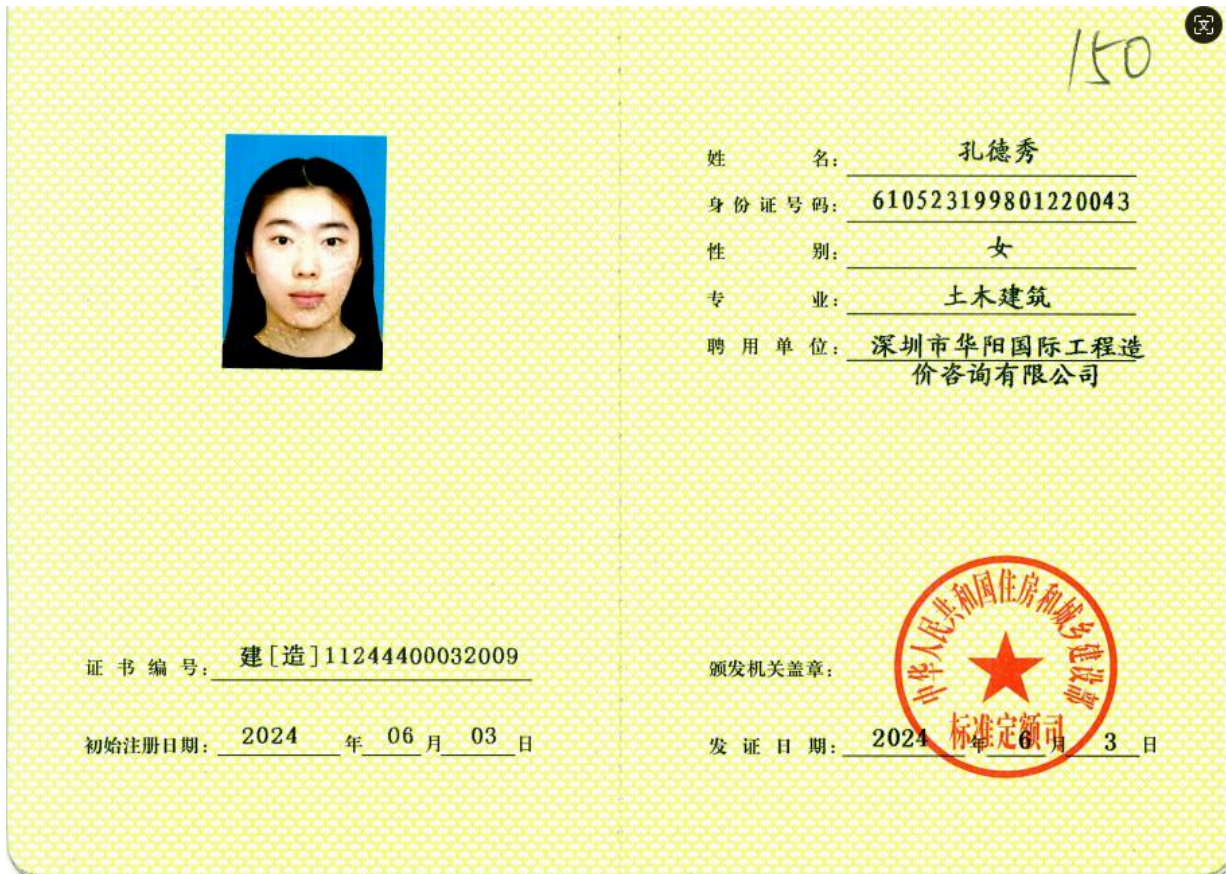 150
姓名：孔德秀
身份证号码：610523199801220043
性别：女
专业：土木建筑
聘用单位：深圳市华阳国际工程造
价咨询有限公司
证书编号：建[造]11244400032009
初始注册日期：2024年06月03日
颁发机关盖章：
中华人民共和国住房和城乡建设部
标准定额司
发证日期：2024年6月3日